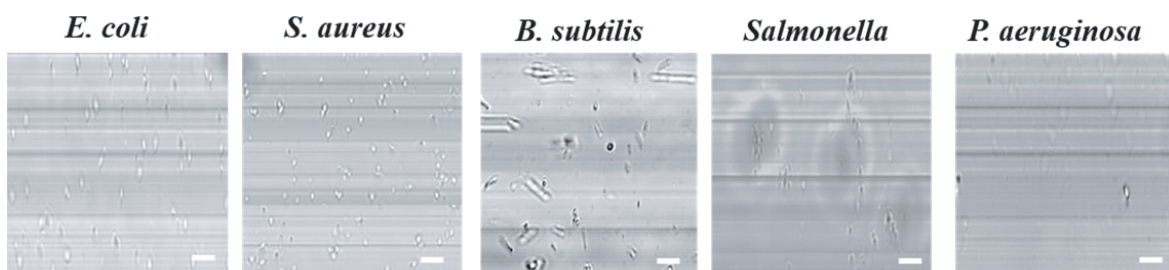 E. coli
S. aureus
B. subtilis
Salmonella
P. aeruginosa